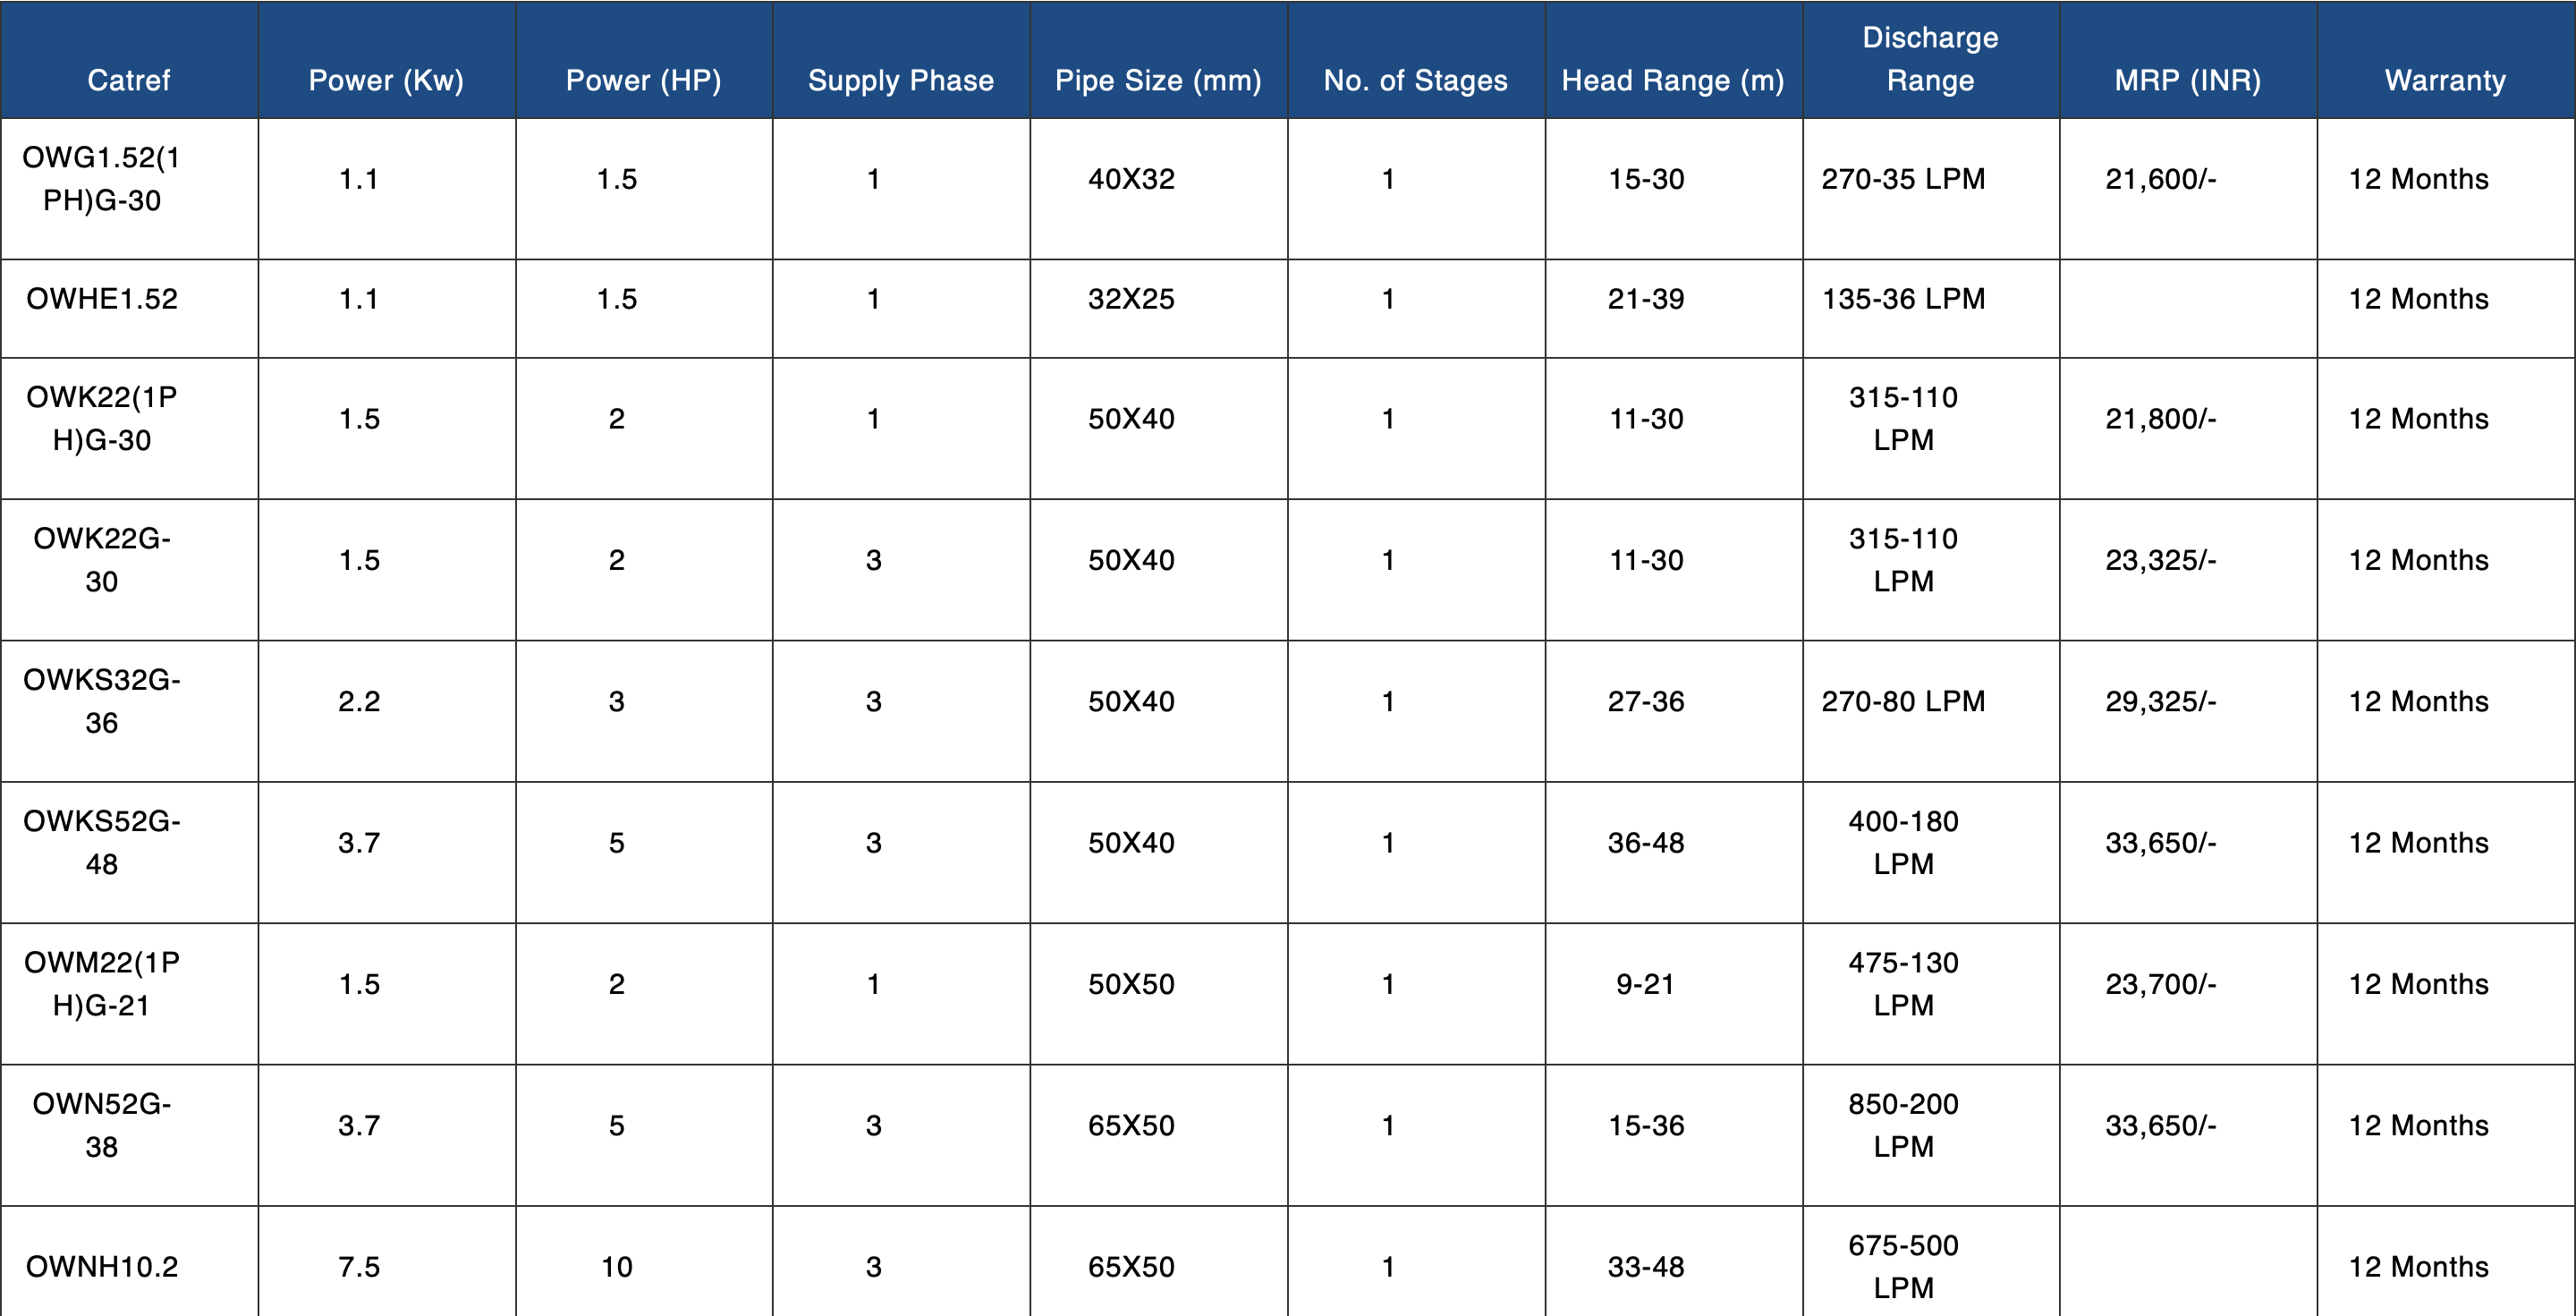 Catref Power (Kw) Power (HP) Supply Phase Pipe Size (mm) No. of Stages Head Range (m) Discharge Range MRP (INR) Warranty
OWG1.52(1PH)G-30 1.1 1.5 1 40X32 1 15-30 270-35 LPM 21,600/- 12 Months
OWHE1.52 1.1 1.5 1 32X25 1 21-39 135-36 LPM 12 Months
OWK22(1PH)G-30 1.5 2 1 50X40 1 11-30 315-110 LPM 21,800/- 12 Months
OWK22G-30 1.5 2 3 50X40 1 11-30 315-110 LPM 23,325/- 12 Months
OWKS32G-36 2.2 3 3 50X40 1 27-36 270-80 LPM 29,325/- 12 Months
OWKS52G-48 3.7 5 3 50X40 1 36-48 400-180 LPM 33,650/- 12 Months
OWM22(1PH)G-21 1.5 2 1 50X50 1 9-21 475-130 LPM 23,700/- 12 Months
OWN52G-38 3.7 5 3 65X50 1 15-36 850-200 LPM 33,650/- 12 Months
OWNH10.2 7.5 10 3 65X50 1 33-48 675-500 LPM 12 Months